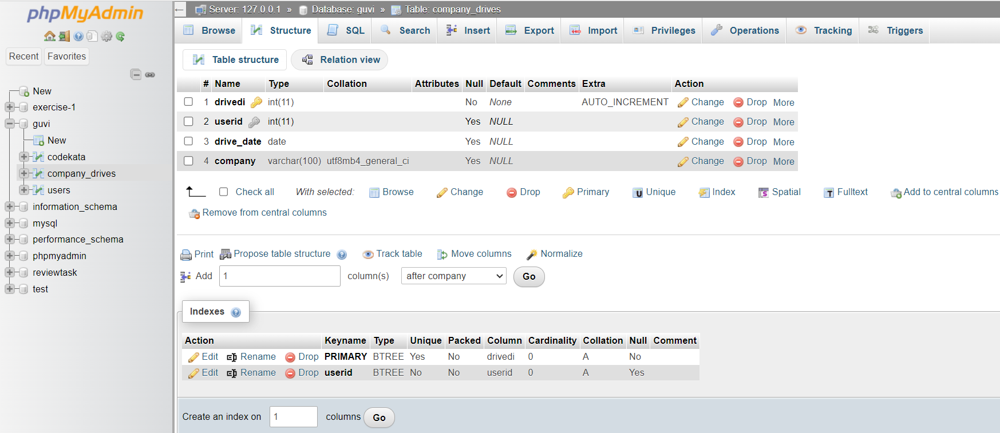 phpMyAdmin
Recent Favorites
New
exercise-1
guvi
New
codekata
company_drives
users
information_schema
mysql
performance_schema
phpmyadmin
reviewtask
test
← Server: 127.0.0.1 » Database: guvi » Table: company_drives
Browse Structure SQL Search Insert Export Import Privileges Operations Tracking Triggers
Table structure Relation view
# Name Type Collation Attributes Null Default Comments Extra Action
1 drivedi int(11) No None AUTO_INCREMENT Change Drop More
2 userid int(11) Yes NULL Change Drop More
3 drive_date date Yes NULL Change Drop More
4 company varchar(100) utf8mb4_general_ci Yes NULL Change Drop More
Check all With selected: Browse Change Drop Primary Unique Index Spatial Fulltext Add to central columns
Remove from central columns
Print Propose table structure Track table Move columns Normalize
Add 1 column(s) after company Go
Indexes
Action Keyname Type Unique Packed Column Cardinality Collation Null Comment
Edit Rename Drop PRIMARY BTREE Yes No drivedi 0 A No
Edit Rename Drop userid BTREE No No userid 0 A Yes
Create an index on 1 columns Go